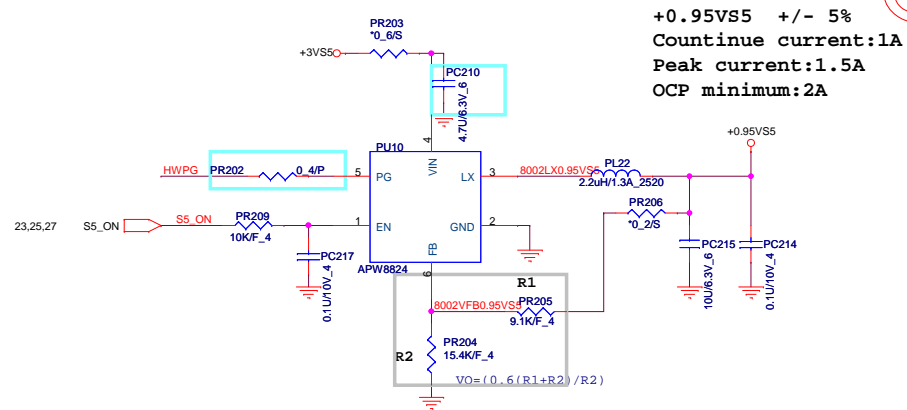 +0.95VS5 +/- 5%
Countinue current:1A
Peak current:1.5A
OCP minimum:2A
PR203
*0_6/S
+3VS5
PC210
4.7U/6.3V_6
+0.95VS5
PU10
4
VIN
HWPG
PR202
0_4/P
5
PG
LX
3
8002LX0.95VS5
PL22
2.2uH/1.3A_2520
PR206
*0_2/S
23,25,27
S5_ON
S5_ON
PR209
10K/F_4
1
EN
GND
2
FB
PC217
0.1U/10V_4
APW8824
6
PC215
10U/6.3V_6
PC214
0.1U/10V_4
R1
8002VFB0.95VS5
PR205
9.1K/F_4
R2
PR204
15.4K/F_4
VO=(0.6(R1+R2)/R2)